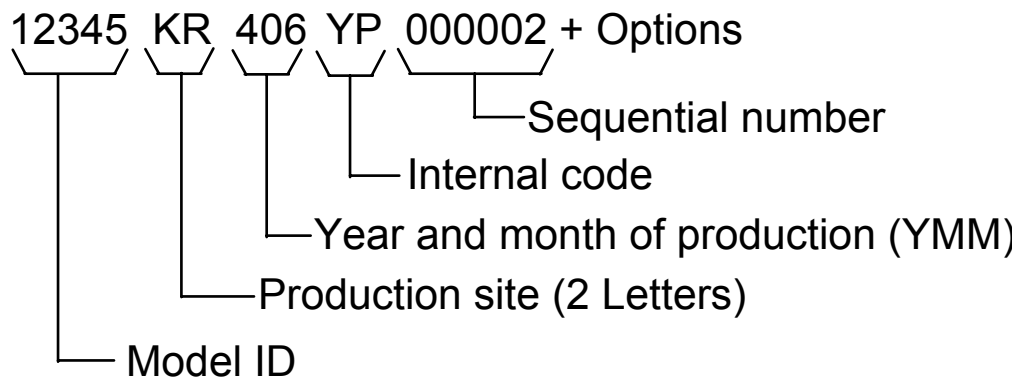 12345 KR 406 YP 000002 + Options
Sequential number
Internal code
Year and month of production (YMM)
Production site (2 Letters)
Model ID